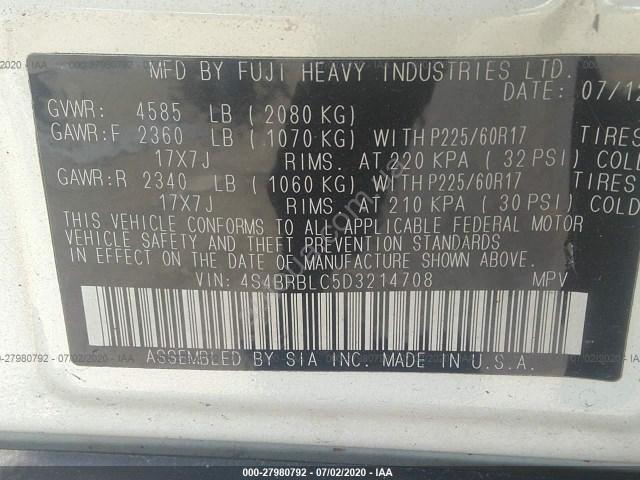 MFD BY FUJI HEAVY INDUSTRIES LTD.
DATE: 07/12
GVWR: 4585 LB ( 2080 KG)
GAWR:F 2360 LB ( 1070 KG) WITH P225/60R17 TIRES
17X7J RIMS. AT 220 KPA ( 32 PSI) COLD
GAWR:R 2340 LB ( 1060 KG) WITH P225/60R17 TIRES
17X7J RIMS. AT 210 KPA ( 30 PSI) COLD
THIS VEHICLE CONFORMS TO ALL APPLICABLE FEDERAL MOTOR
VEHICLE SAFETY AND THEFT PREVENTION STANDARDS
IN EFFECT ON THE DATE OF MANUFACTURE SHOWN ABOVE.
VIN: 4S4BRBLC5D3214708 MPV
ASSEMBLED BY SIA INC. MADE IN U.S.A.
000-27980792 - 07/02/2020 - IAA